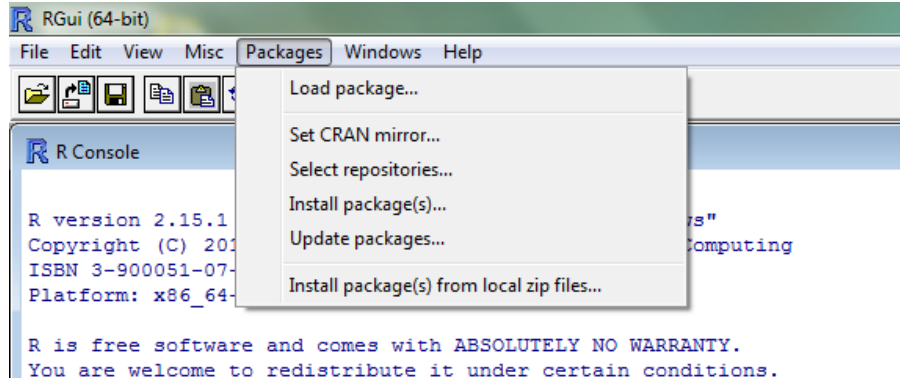 RGui (64-bit)
File Edit View Misc Packages Windows Help
Load package...
Set CRAN mirror...
Select repositories...
Install package(s)...
Update packages...
Install package(s) from local zip files...
R Console
R version 2.15.1
Copyright (C) 201 Computing
ISBN 3-900051-07-
Platform: x86_64-
R is free software and comes with ABSOLUTELY NO WARRANTY.
You are welcome to redistribute it under certain conditions.